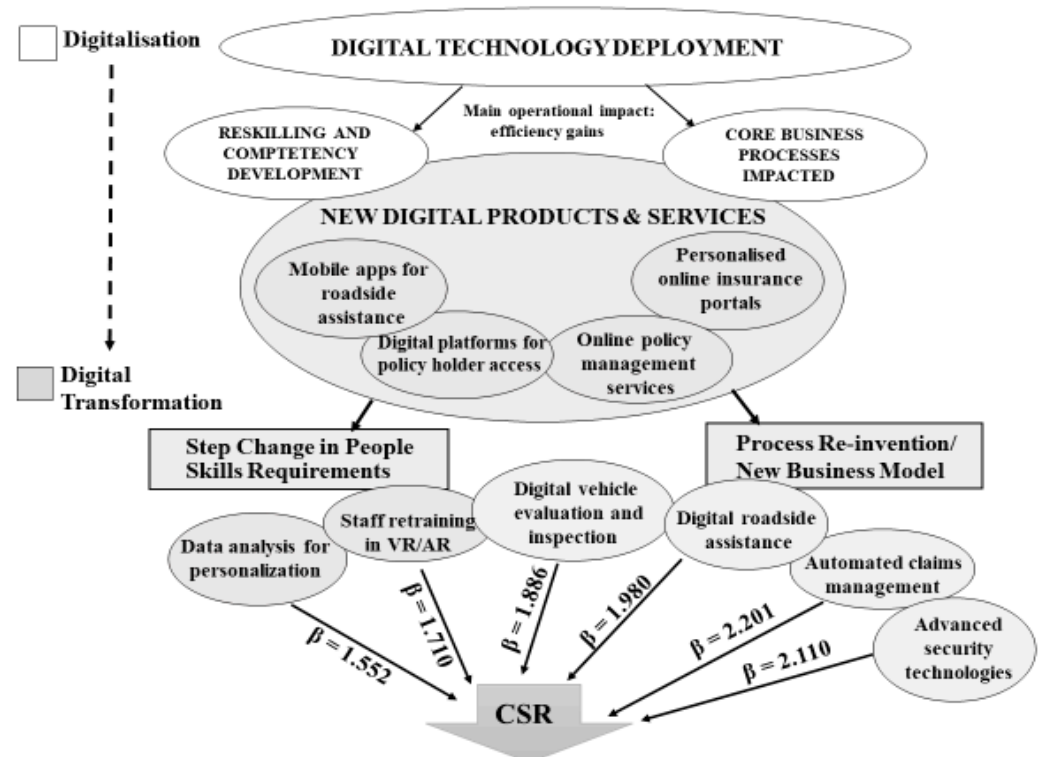 Digitalisation
DIGITAL TECHNOLOGY DEPLOYMENT
Main operational impact:
efficiency gains
RESKILLING AND
COMPTETENCY
DEVELOPMENT
CORE BUSINESS
PROCESSES
IMPACTED
NEW DIGITAL PRODUCTS & SERVICES
Mobile apps for
roadside
assistance
Personalised
online insurance
portals
Digital platforms for
policy holder access
Online policy
management
services
Digital
Transformation
Step Change in People
Skills Requirements
Process Re-invention/
New Business Model
Data analysis for
personalization
Staff retraining
in VR/AR
Digital vehicle
evaluation and
inspection
Digital roadside
assistance
Automated claims
management
Advanced
security
technologies
β = 1.552
β = 1.710
β = 1.886
β = 1.980
β = 2.201
β = 2.110
CSR